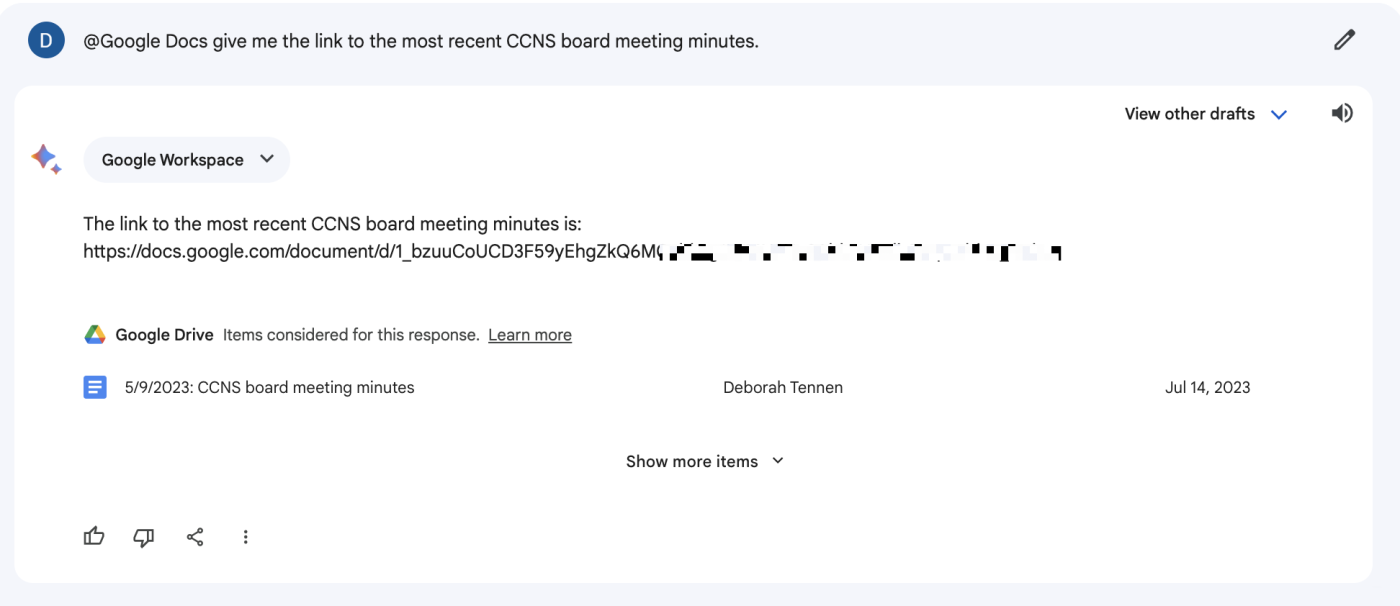 D
@Google Docs give me the link to the most recent CCNS board meeting minutes.
View other drafts
Google Workspace
The link to the most recent CCNS board meeting minutes is:
https://docs.google.com/document/d/1_bzuuCoUCD3F59yEhgZkQ6M
Google Drive Items considered for this response. Learn more
5/9/2023: CCNS board meeting minutes Deborah Tennen Jul 14, 2023
Show more items